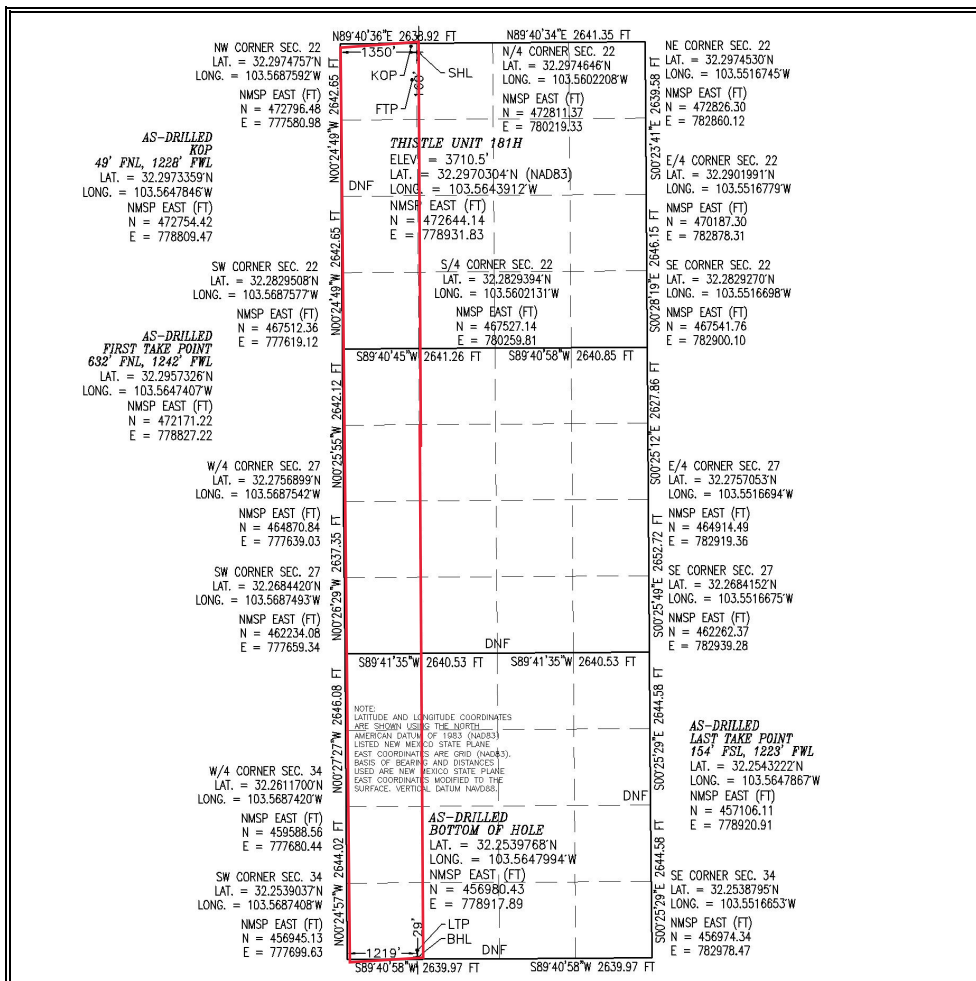 N89°40'36"E 2638.92 FT
N89°40'34"E 2641.35 FT
NW CORNER SEC. 22
LAT. = 32.2974757'N
LONG. = 103.5687592'W
NMSP EAST (FT)
N = 472796.48
E = 777580.98
1350'
KOP
SHL
FTP
N/4 CORNER SEC. 22
LAT. = 32.2974646'N
LONG. = 103.5602208'W
NMSP EAST (FT)
N = 472811.37
E = 780219.33
NE CORNER SEC. 22
LAT. = 32.2974530'N
LONG. = 103.5516745'W
NMSP EAST (FT)
N = 472826.30
E = 782860.12
N00°24'49"W 2642.65 FT
S00°23'41"E 2639.58 FT
AS-DRILLED
KOP
49' FNL, 1228' FWL
LAT. = 32.2973359'N
LONG. = 103.5647846'W
NMSP EAST (FT)
N = 472754.42
E = 778809.47
THISTLE UNIT 181H
ELEV = 3710.5'
LAT. = 32.2970304'N (NAD83)
LONG. = 103.5643912'W
NMSP EAST (FT)
N = 472644.14
E = 778931.83
DNF
E/4 CORNER SEC. 22
LAT. = 32.2901991'N
LONG. = 103.5516779'W
NMSP EAST (FT)
N = 470187.30
E = 782878.31
N00°24'49"W 2642.65 FT
S00°28'19"E 2646.15 FT
SW CORNER SEC. 22
LAT. = 32.2829508'N
LONG. = 103.5687577'W
NMSP EAST (FT)
N = 467512.36
E = 777619.12
S/4 CORNER SEC. 22
LAT. = 32.2829394'N
LONG. = 103.5602131'W
NMSP EAST (FT)
N = 467527.14
E = 780259.81
SE CORNER SEC. 22
LAT. = 32.2829270'N
LONG. = 103.5516698'W
NMSP EAST (FT)
N = 467541.76
E = 782900.10
S89°40'45"W 2641.26 FT
S89°40'58"W 2640.85 FT
AS-DRILLED
FIRST TAKE POINT
632' FNL, 1242' FWL
LAT. = 32.2957326'N
LONG. = 103.5647407'W
NMSP EAST (FT)
N = 472171.22
E = 778827.22
N00°25'55"W 2642.12 FT
S00°25'12"E 2627.86 FT
W/4 CORNER SEC. 27
LAT. = 32.2756899'N
LONG. = 103.5687542'W
NMSP EAST (FT)
N = 464870.84
E = 777639.03
E/4 CORNER SEC. 27
LAT. = 32.2757053'N
LONG. = 103.5516694'W
NMSP EAST (FT)
N = 464914.49
E = 782919.36
N00°26'29"W 2637.35 FT
S00°25'49"E 2652.72 FT
SW CORNER SEC. 27
LAT. = 32.2684420'N
LONG. = 103.5687493'W
NMSP EAST (FT)
N = 462234.08
E = 777659.34
SE CORNER SEC. 27
LAT. = 32.2684152'N
LONG. = 103.5516675'W
NMSP EAST (FT)
N = 462262.37
E = 782939.28
DNF
S89°41'35"W 2640.53 FT
S89°41'35"W 2640.53 FT
N00°27'27"W 2646.08 FT
S00°25'29"E 2644.58 FT
NOTE:
LATITUDE AND LONGITUDE COORDINATES
ARE SHOWN USING THE NORTH
AMERICAN DATUM OF 1983 (NAD83)
LISTED NEW MEXICO STATE PLANE
EAST COORDINATES ARE GRID (NAD83).
BASIS OF BEARING AND DISTANCES
USED ARE NEW MEXICO STATE PLANE
EAST COORDINATES MODIFIED TO THE
SURFACE. VERTICAL DATUM NAVD88.
AS-DRILLED
LAST TAKE POINT
154' FSL, 1223' FWL
LAT. = 32.2543222'N
LONG. = 103.5647867'W
NMSP EAST (FT)
N = 457106.11
E = 778920.91
DNF
W/4 CORNER SEC. 34
LAT. = 32.2611700'N
LONG. = 103.5687420'W
NMSP EAST (FT)
N = 459588.56
E = 777680.44
AS-DRILLED
BOTTOM OF HOLE
LAT. = 32.2539768'N
LONG. = 103.5647994'W
NMSP EAST (FT)
N = 456980.43
E = 778917.89
N00°24'57"W 2644.02 FT
S00°25'29"E 2644.58 FT
SW CORNER SEC. 34
LAT. = 32.2539037'N
LONG. = 103.5687408'W
NMSP EAST (FT)
N = 456945.13
E = 777699.63
SE CORNER SEC. 34
LAT. = 32.2538795'N
LONG. = 103.5516653'W
NMSP EAST (FT)
N = 456974.34
E = 782978.47
29'
LTP
BHL
1219'
DNF
S89°40'58"W 2639.97 FT
S89°40'58"W 2639.97 FT